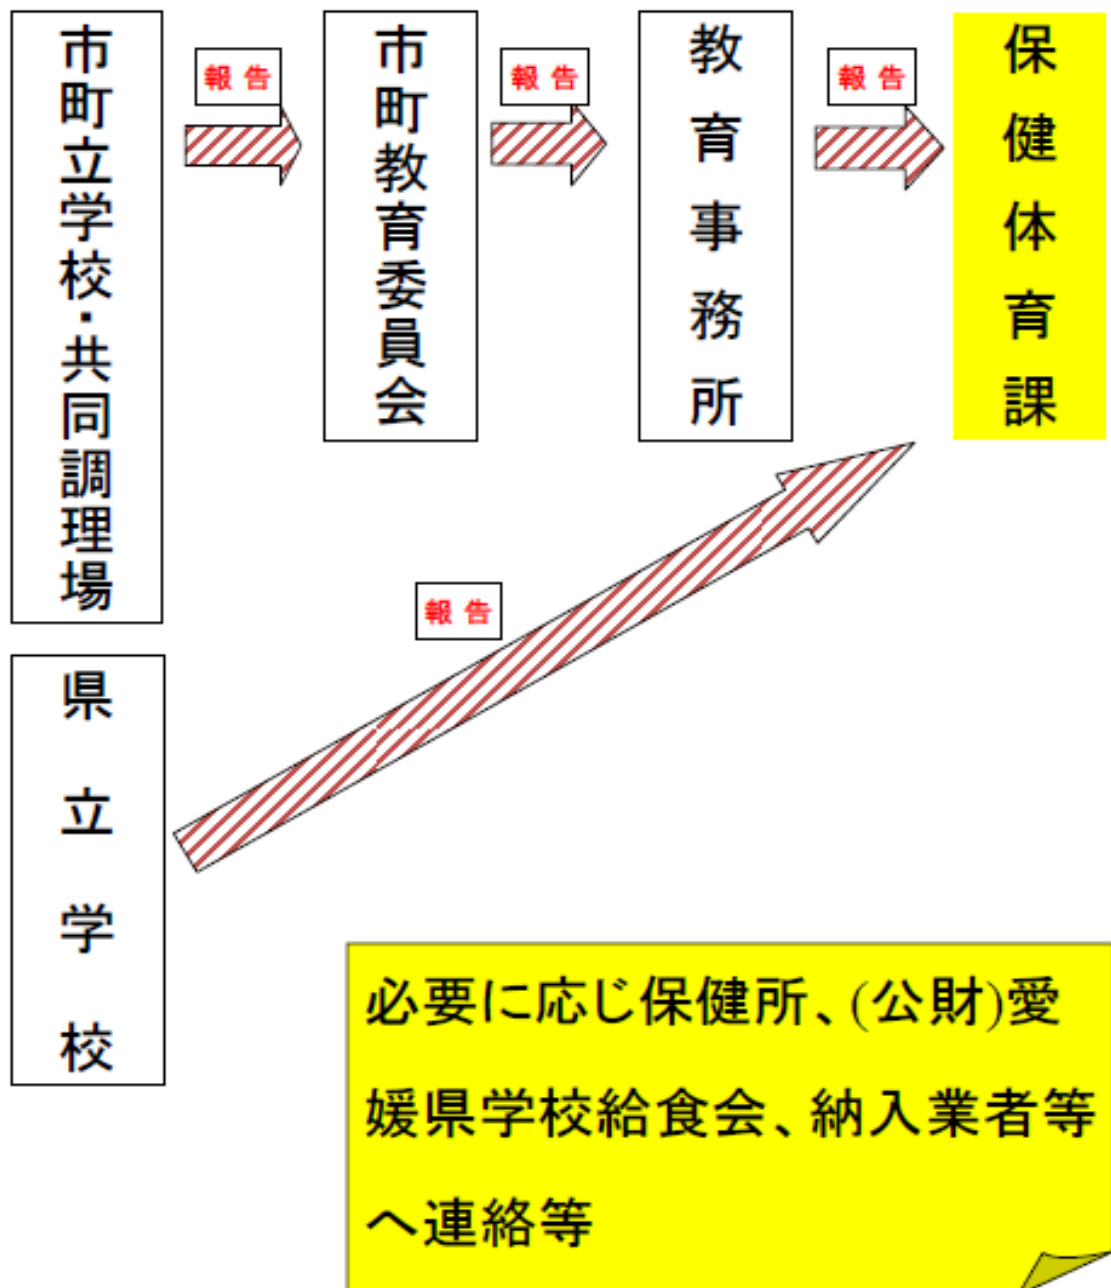 市町立学校・共同調理場
報告
市町教育委員会
報告
教育事務所
報告
保健体育課
報告
県立学校
必要に応じ保健所、(公財)愛
媛県学校給食会、納入業者等
へ連絡等